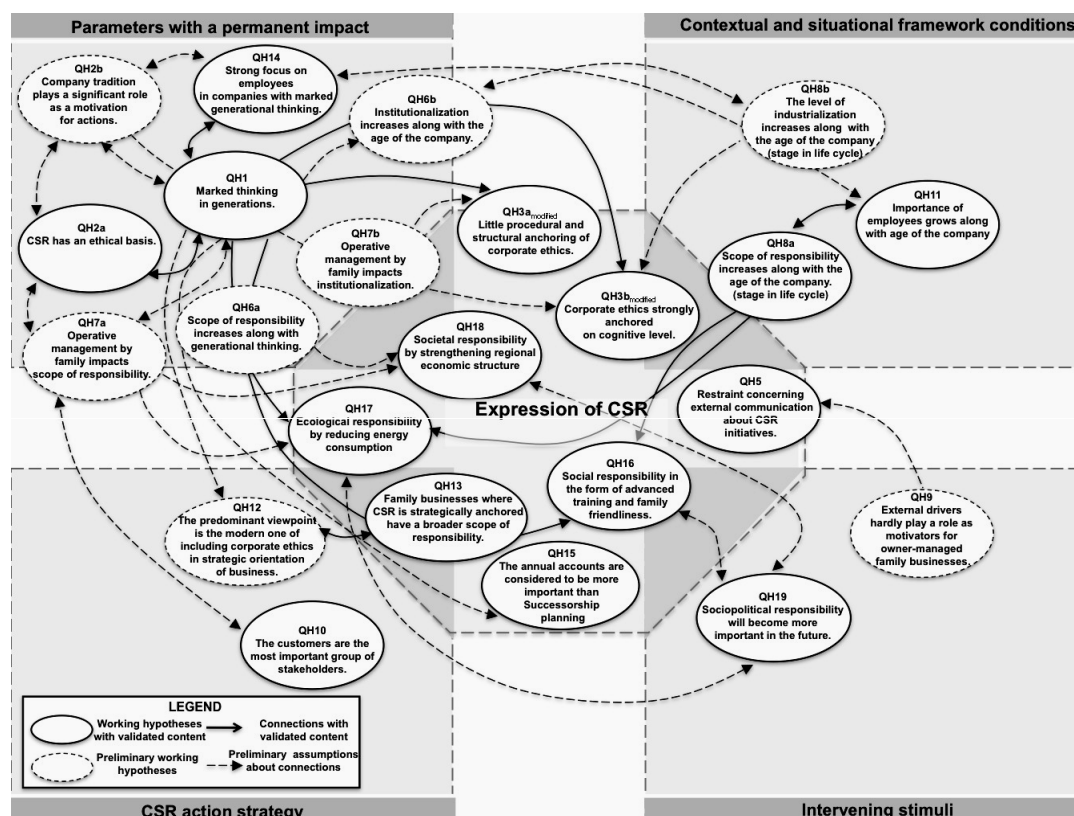 Parameters with a permanent impact
Contextual and situational framework conditions
QH2b
Company tradition
plays a significant role
as a motivation
for actions.
QH14
Strong focus on
employees
in companies with marked
generational thinking.
QH6b
Institutionalization
increases along with the
age of the company.
QH8b
The level of
industrialization
increases along with
the age of the company
(stage in life cycle)
QH1
Marked thinking
in generations.
QH11
Importance of
employees grows along
with age of the company
QH3a modified
Little procedural and
structural anchoring of
corporate ethics.
QH2a
CSR has an ethical basis.
QH7b
Operative
management by
family impacts
institutionalization.
QH8a
Scope of responsibility
increases along with the
age of the company.
(stage in life cycle)
QH3b modified
Corporate ethics strongly
anchored
on cognitive level.
QH6a
Scope of responsibility
increases along with
generational thinking.
QH7a
Operative
management by
family impacts
scope of responsibility.
QH18
Societal responsibility
by strengthening regional
economic structure
QH5
Restraint concerning
external communication
about CSR
initiatives.
Expression of CSR
QH17
Ecological responsibility
by reducing energy
consumption
QH16
Social responsibility in
the form of advanced
training and family
friendliness.
QH13
Family businesses where
CSR is strategically anchored
have a broader scope of
responsibility.
QH12
The predominant viewpoint
is the modern one of
including corporate ethics
in strategic orientation
of business.
QH9
External drivers
hardly play a role as
motivators for
owner-managed
family businesses.
QH15
The annual accounts are
considered to be more
important than
Successorship
planning
QH19
Sociopolitical responsibility
will become more
important in the future.
QH10
The customers are the
most important group of
stakeholders.
LEGEND
Working hypotheses
with validated content
Connections with
validated content
Preliminary working
hypotheses
Preliminary assumptions
about connections
CSR action strategy
Intervening stimuli